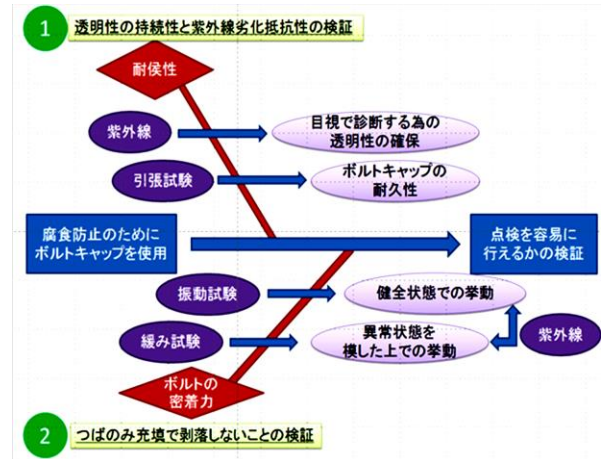 1 透明性の持続性と紫外線劣化抵抗性の検証
耐侯性
紫外線
目視で診断する為の
透明性の確保
引張試験
ボルトキャップの
耐久性
腐食防止のために
ボルトキャップを使用
点検を容易に
行えるかの検証
振動試験
健全状態での挙動
緩み試験
異常状態を
模した上での挙動
紫外線
ボルトの
密着力
2 つばのみ充填で剥落しないことの検証